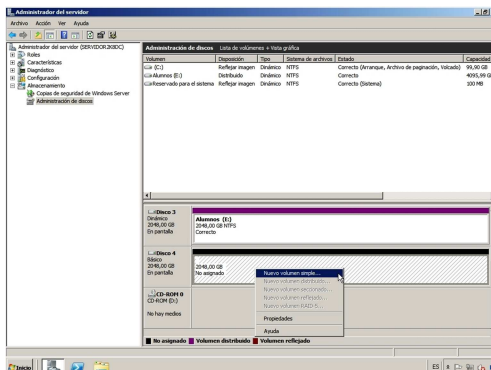 Administrador del servidor
Archivo Acción Ver Ayuda
Administrador del servidor (SERVIDOR2K8DC)
Roles
Características
Diagnóstico
Configuración
Almacenamiento
Copias de seguridad de Windows Server
Administración de discos
Administración de discos Lista de volúmenes + Vista gráfica
Volumen Disposición Tipo Sistema de archivos Estado Capacidad
(C:) Reflejar imagen Dinámico NTFS Correcto (Arranque, Archivo de paginación, Volcado) 99,90 GB
Alumnos (E:) Distribuido Dinámico NTFS Correcto 4095,99 G
Reservado para el sistema Reflejar imagen Dinámico NTFS Correcto (Sistema) 100 MB
Disco 3
Dinámico
2048,00 GB
En pantalla
Alumnos (E:)
2048,00 GB NTFS
Correcto
Disco 4
Básico
2048,00 GB
En pantalla
2048,00 GB
No asignado
CD-ROM 0
CD-ROM (D:)
No hay medios
Nuevo volumen simple...
Nuevo volumen distribuido...
Nuevo volumen seccionado...
Nuevo volumen reflejado...
Nuevo volumen RAID-5...
Propiedades
Ayuda
No asignado Volumen distribuido Volumen reflejado
Inicio ES